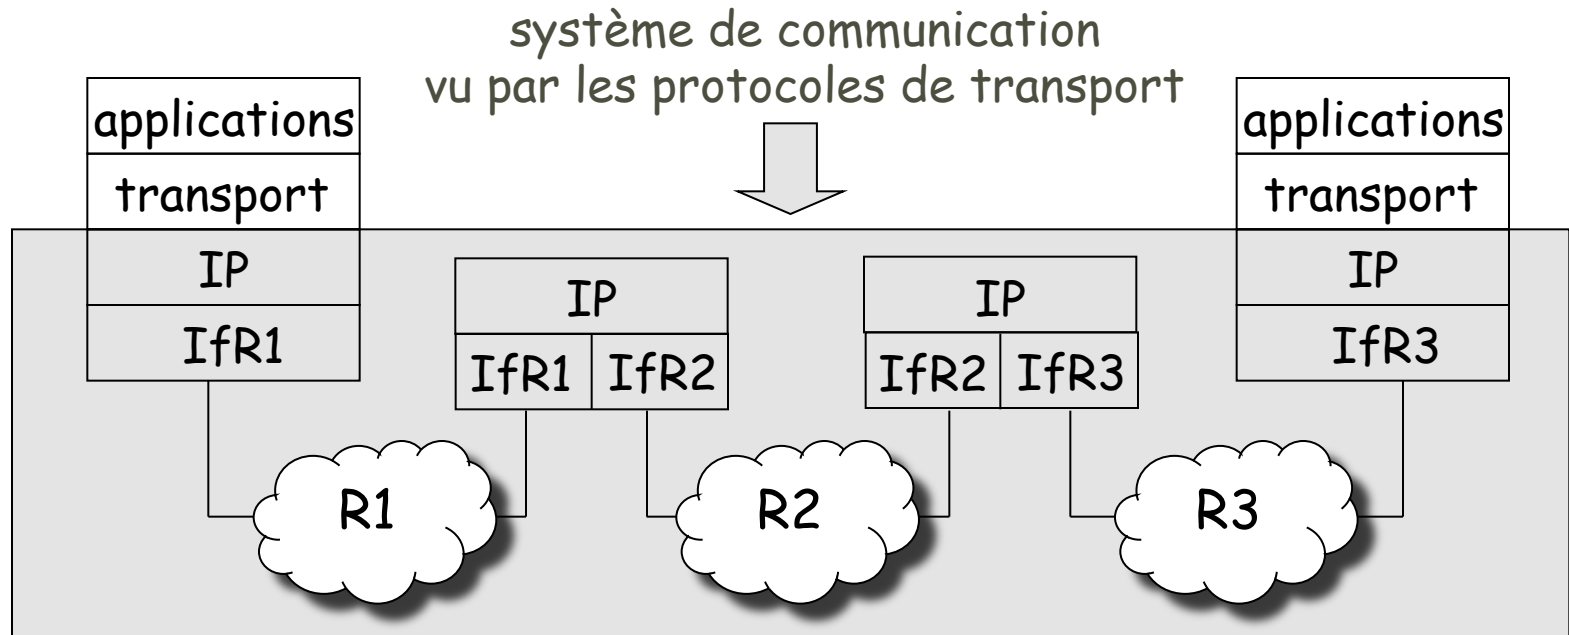 système de communication
vu par les protocoles de transport
applications
transport
IP
IfR1
IP
IfR1 IfR2
IP
IfR2 IfR3
applications
transport
IP
IfR3
R1
R2
R3